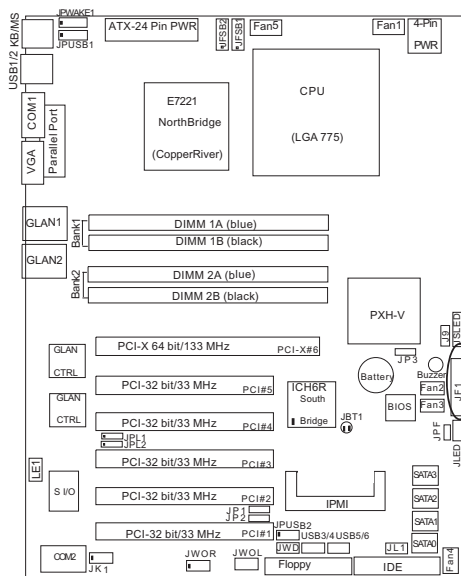 JPWAKE1
JPUSB1
ATX-24 Pin PWR
JFSB2
JFSB1
Fan5
Fan1
4-Pin
PWR
USB1/2 KB/MS
E7221
NorthBridge
(CopperRiver)
CPU
(LGA 775)
COM1
VGA
Parallel Port
GLAN1
GLAN2
Bank1
DIMM 1A (blue)
DIMM 1B (black)
Bank2
DIMM 2A (blue)
DIMM 2B (black)
PXH-V
J9
SLED
PCI-X 64 bit/133 MHz PCI-X#6
JP3
GLAN
CTRL
Battery
Buzzer
JF1
PCI-32 bit/33 MHz PCI#5
ICH6R
South
Bridge
Fan2
Fan3
BIOS
GLAN
CTRL
PCI-32 bit/33 MHz PCI#4
JBT1
JPF
JLED
JPL1
JPL2
PCI-32 bit/33 MHz PCI#3
LE1
S I/O
SATA3
PCI-32 bit/33 MHz PCI#2
IPMI
SATA2
JP1
JP2
SATA1
PCI-32 bit/33 MHz PCI#1
JPUSB2
USB3/4
USB5/6
SATA0
JWD
JL1
COM2
JK1
JWOR
JWOL
Floppy
IDE
Fan4